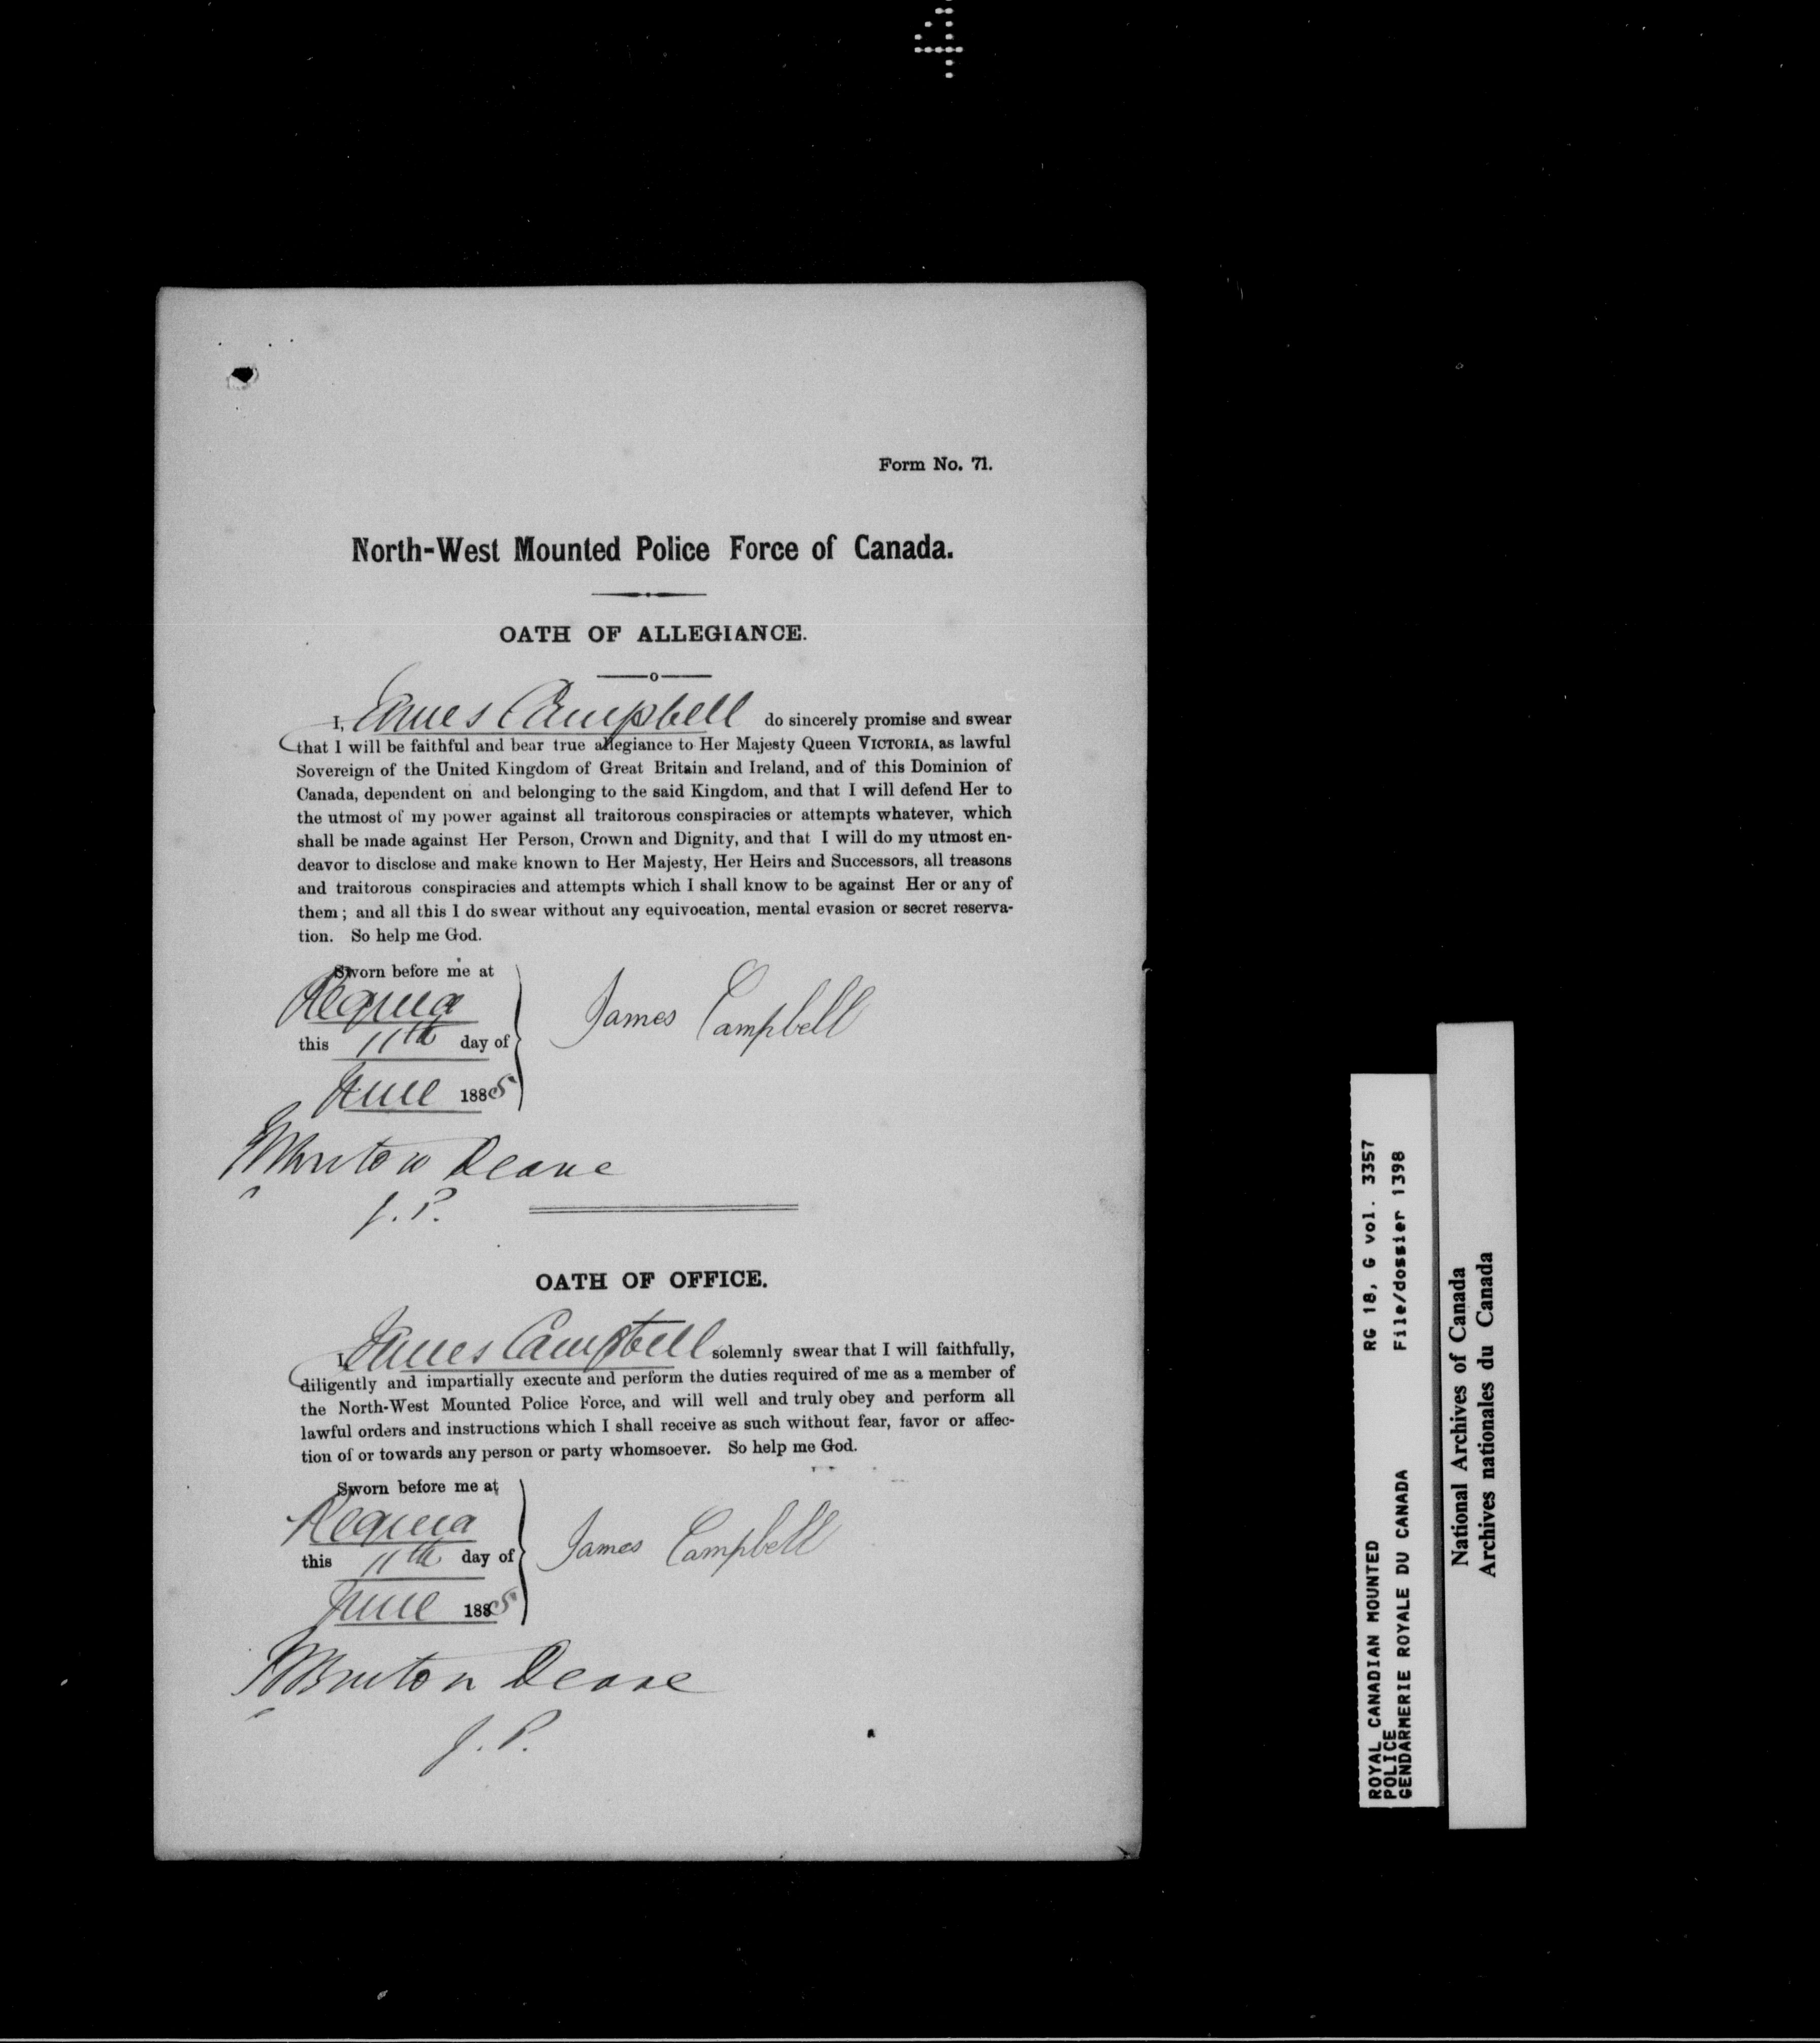 4
Form No. 71.
North-West Mounted Police Force of Canada.
OATH OF ALLEGIANCE.
I, James Campbell do sincerely promise and swear
that I will be faithful and bear true allegiance to Her Majesty Queen VICTORIA, as lawful
Sovereign of the United Kingdom of Great Britain and Ireland, and of this Dominion of
Canada, dependent on and belonging to the said Kingdom, and that I will defend Her to
the utmost of my power against all traitorous conspiracies or attempts whatever, which
shall be made against Her Person, Crown and Dignity, and that I will do my utmost en-
deavor to disclose and make known to Her Majesty, Her Heirs and Successors, all treasons
and traitorous conspiracies and attempts which I shall know to be against Her or any of
them; and all this I do swear without any equivocation, mental evasion or secret reserva-
tion. So help me God.
Sworn before me at
Regina
this 11th day of
June 1885
James Campbell
Burton Deane
J.P.
OATH OF OFFICE.
I, James Campbell solemnly swear that I will faithfully,
diligently and impartially execute and perform the duties required of me as a member of
the North-West Mounted Police Force, and will well and truly obey and perform all
lawful orders and instructions which I shall receive as such without fear, favor or affec-
tion of or towards any person or party whomsoever. So help me God.
Sworn before me at
Regina
this 11th day of
June 1885
James Campbell
Burton Deane
J.P.
ROYAL CANADIAN MOUNTED RG 18, G vol. 3357
POLICE
GENDARMERIE ROYALE DU CANADA File/dossier 1398
National Archives of Canada
Archives nationales du Canada